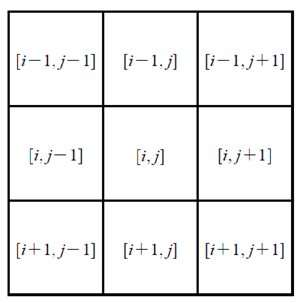 [i−1, j−1] [i−1, j] [i−1, j+1]
[i, j−1] [i, j] [i, j+1]
[i+1, j−1] [i+1, j] [i+1, j+1]